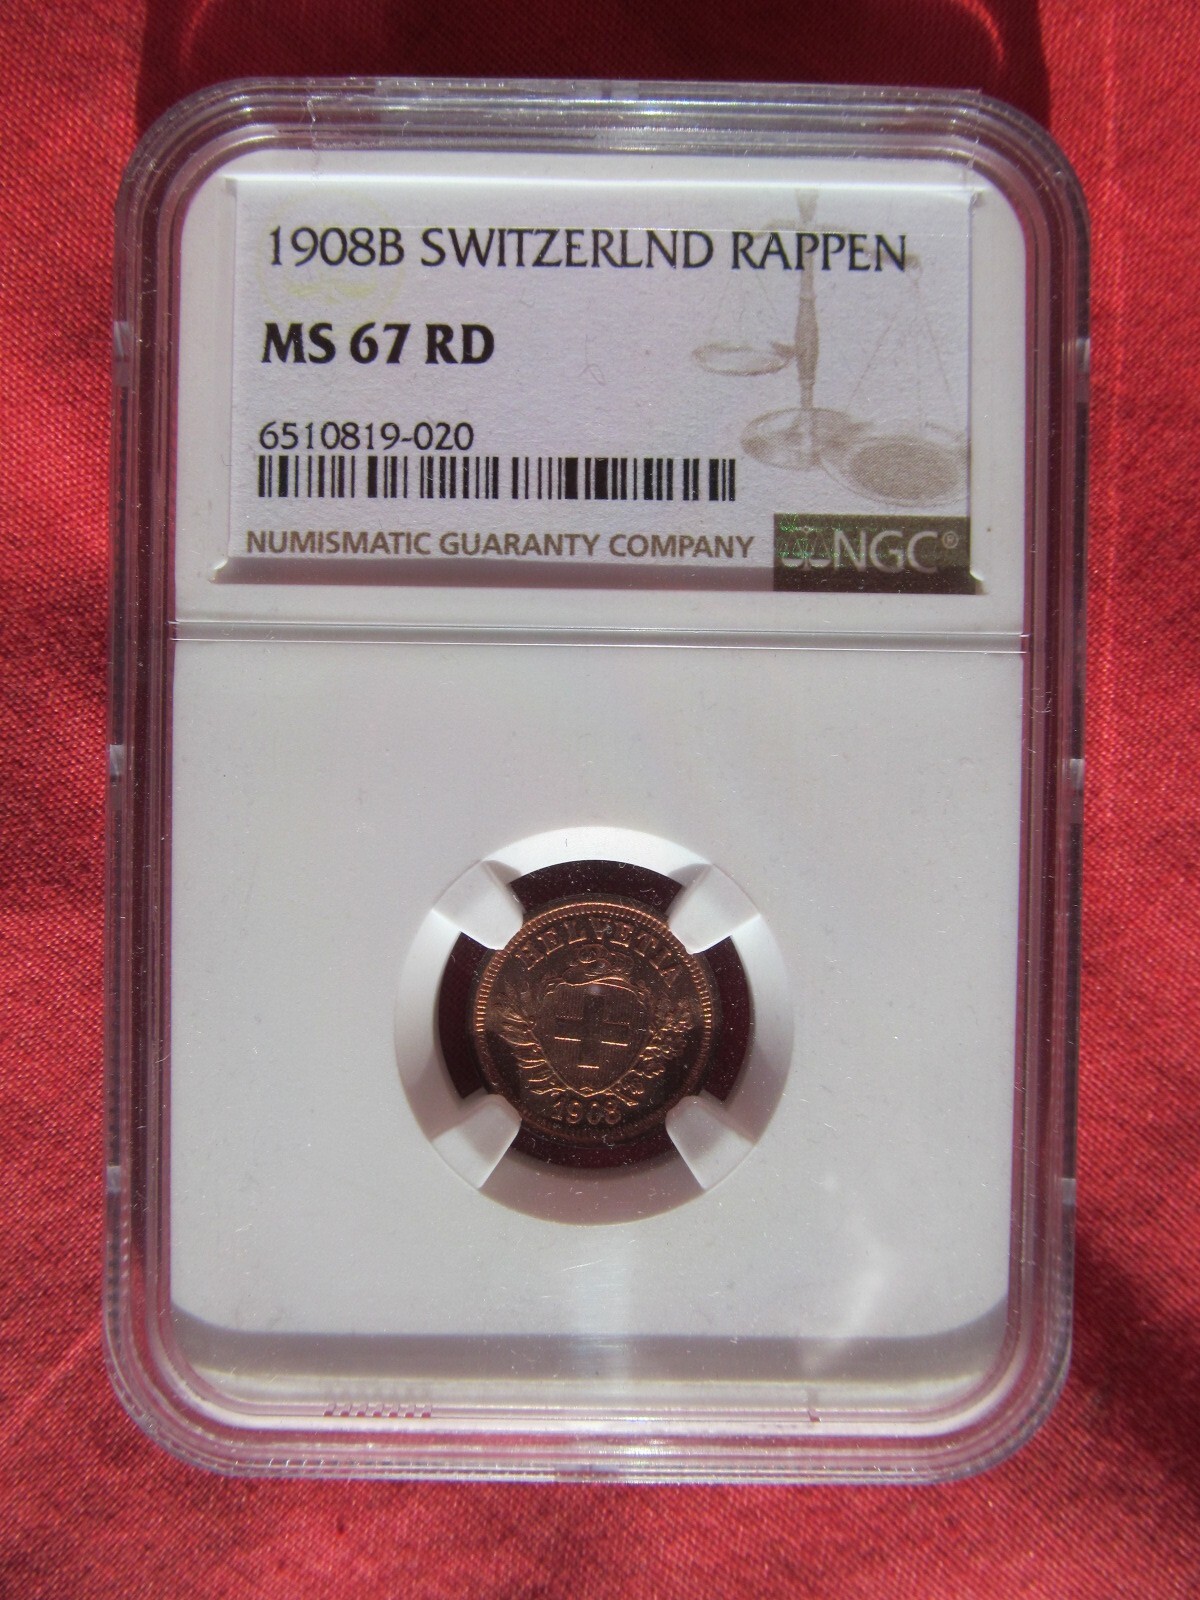 1908B SWITZERLND RAPPEN
MS 67 RD
6510819-020
NUMISMATIC GUARANTY COMPANY
NGC®
HELVETIA
1908